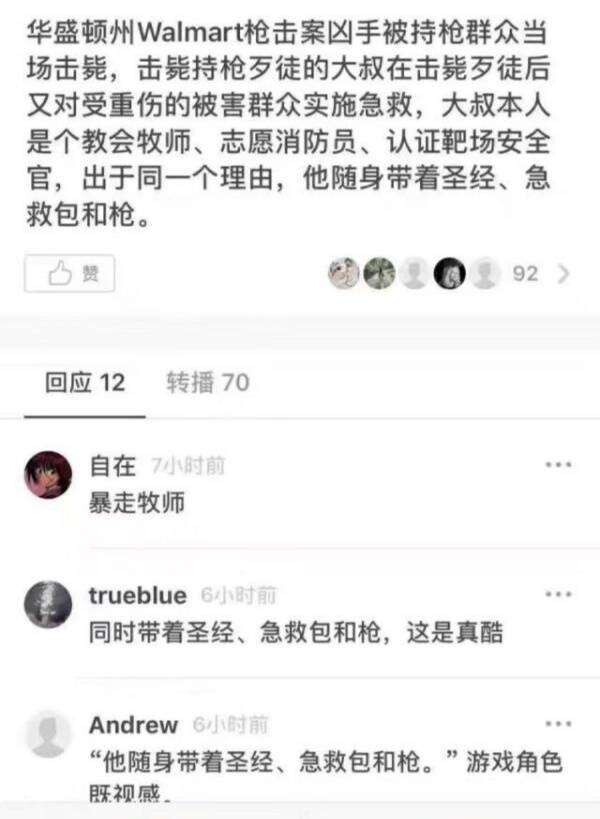 华盛顿州Walmart枪击案凶手被持枪群众当
场击毙，击毙持枪歹徒的大叔在击毙歹徒后
又对受重伤的被害群众实施急救，大叔本人
是个教会牧师、志愿消防员、认证靶场安全
官，出于同一个理由，他随身带着圣经、急
救包和枪。
赞
92
回应 12 转播 70
自在 7小时前
暴走牧师
trueblue 6小时前
同时带着圣经、急救包和枪，这是真酷
Andrew 6小时前
“他随身带着圣经、急救包和枪。”游戏角色
既视感。